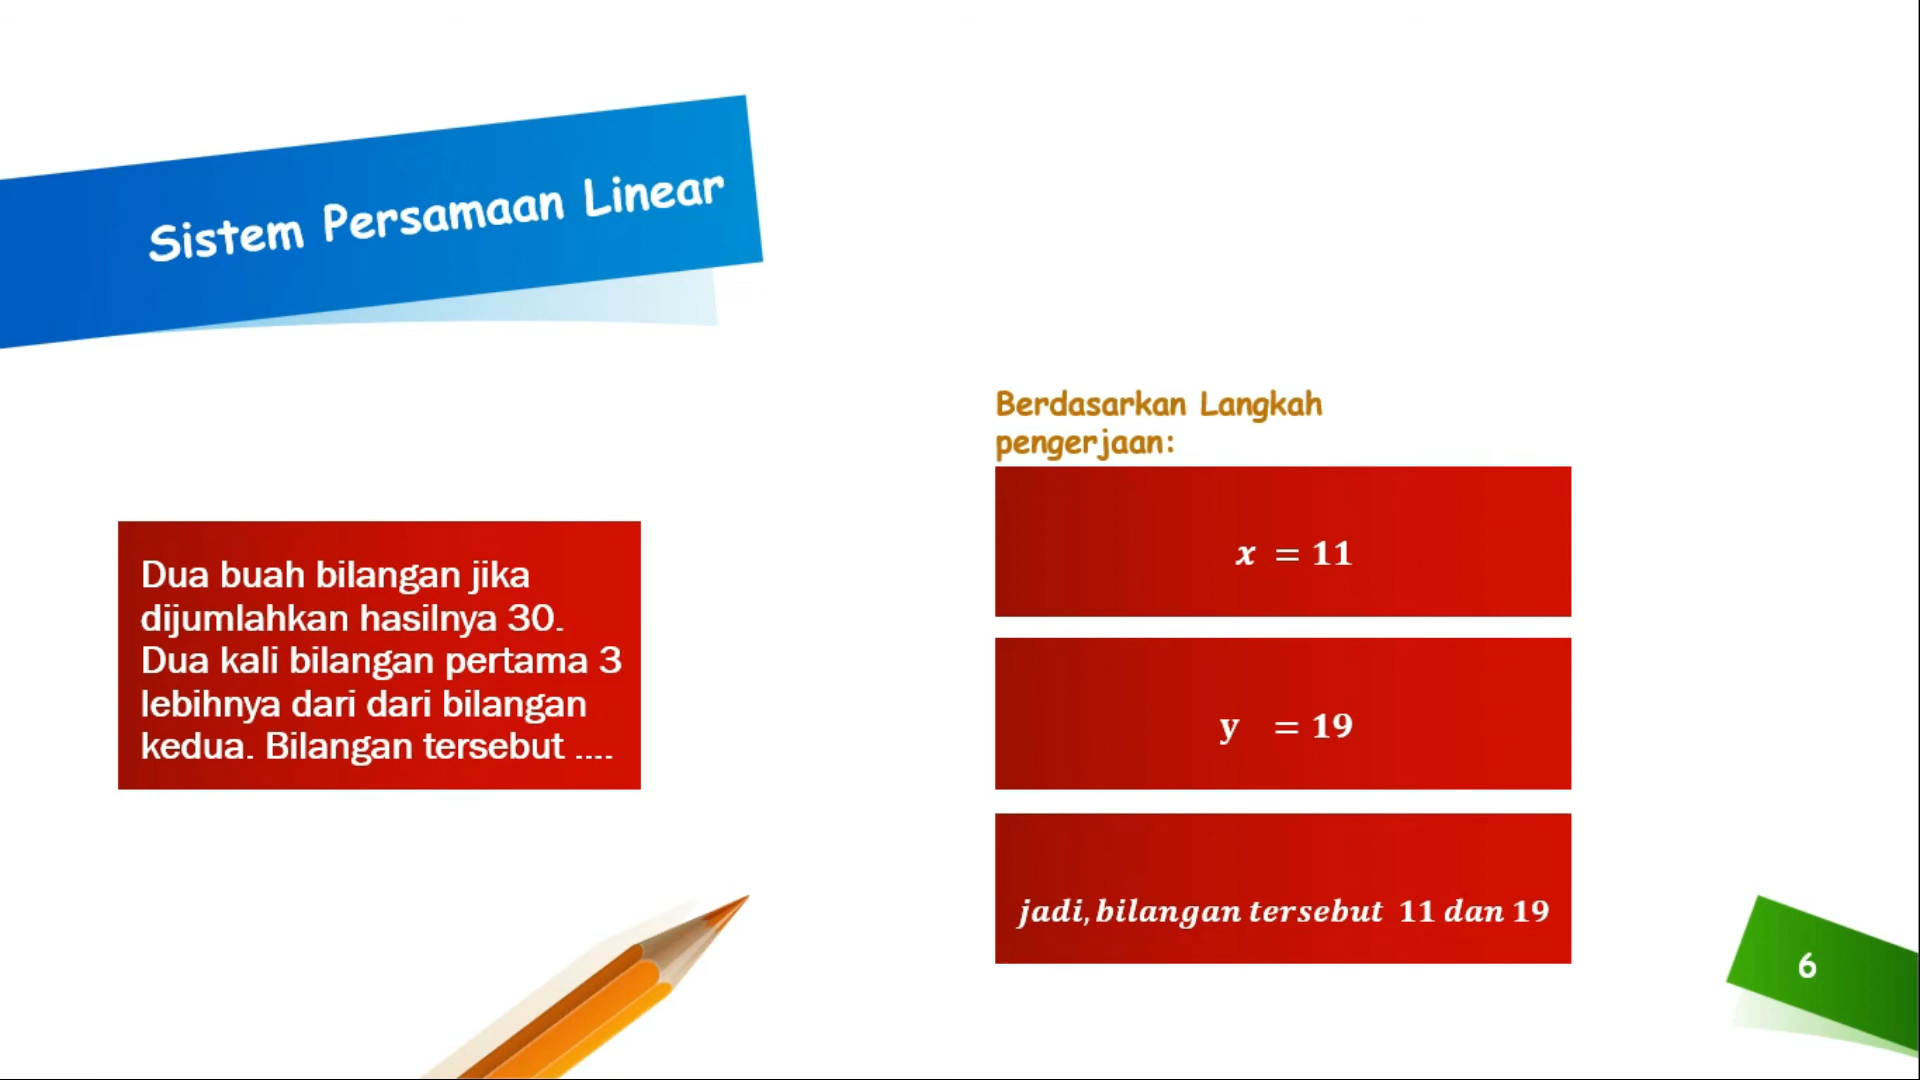 Sistem Persamaan Linear
Dua buah bilangan jika
dijumlahkan hasilnya 30.
Dua kali bilangan pertama 3
lebihnya dari dari bilangan
kedua. Bilangan tersebut ....
Berdasarkan Langkah
pengerjaan:
x = 11
y = 19
jadi, bilangan tersebut 11 dan 19
6